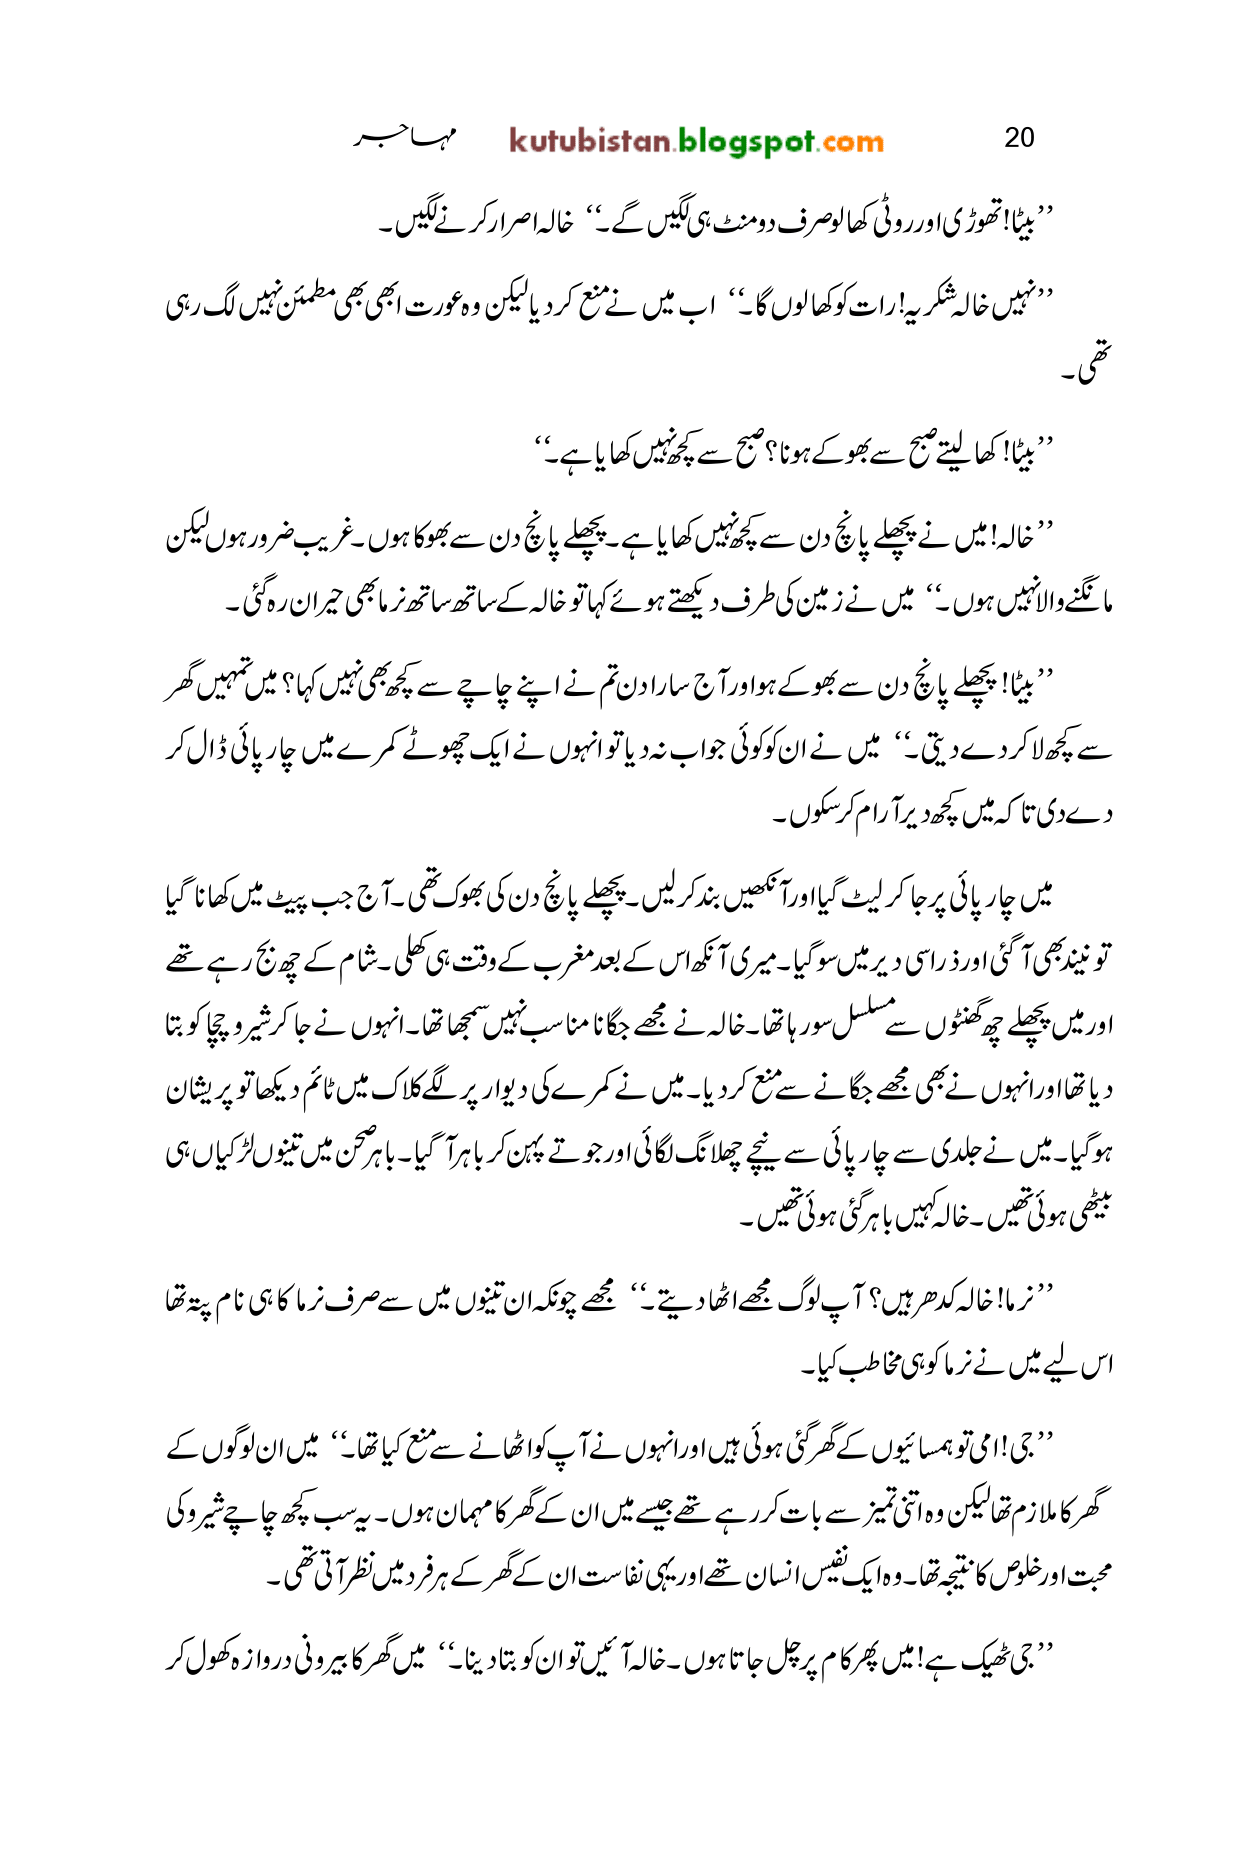 20 kutubistan.blogspot.com مہاجر
’’بیٹا! تھوڑی اور روٹی کھا لو صرف دو منٹ ہی لگیں گے۔‘‘ خالہ اصرار کرنے لگیں۔
’’نہیں خالہ شکریہ! رات کو کھا لوں گا۔‘‘ اب میں نے منع کر دیا لیکن وہ عورت ابھی بھی مطمئن نہیں لگ رہی
تھی۔
’’بیٹا! کھا لیتے صبح سے بھوکے ہو نا؟ صبح سے کچھ نہیں کھایا ہے۔‘‘
’’خالہ! میں نے پچھلے پانچ دن سے کچھ نہیں کھایا ہے۔ پچھلے پانچ دن سے بھوکا ہوں۔ غریب ضرور ہوں لیکن
مانگنے والا نہیں ہوں۔‘‘ میں نے زمین کی طرف دیکھتے ہوئے کہا تو خالہ کے ساتھ ساتھ نرما بھی حیران رہ گئی۔
’’بیٹا! پچھلے پانچ دن سے بھوکے ہو اور آج سارا دن تم نے اپنے چاچے سے کچھ بھی نہیں کہا؟ میں تمہیں گھر
سے کچھ لا کر دے دیتی۔‘‘ میں نے ان کو کوئی جواب نہ دیا تو انہوں نے ایک چھوٹے کمرے میں چارپائی ڈال کر
دے دی تاکہ میں کچھ دیر آرام کر سکوں۔
میں چارپائی پر جا کر لیٹ گیا اور آنکھیں بند کر لیں۔ پچھلے پانچ دن کی بھوک تھی۔ آج جب پیٹ میں کھانا گیا
تو نیند بھی آ گئی اور ذرا سی دیر میں سو گیا۔ میری آنکھ اس کے بعد مغرب کے وقت ہی کھلی۔ شام کے چھ بج رہے تھے
اور میں پچھلے چھ گھنٹوں سے مسلسل سو رہا تھا۔ خالہ نے مجھے جگانا مناسب نہیں سمجھا تھا۔ انہوں نے جا کر شیرو چچا کو بتا
دیا تھا اور انہوں نے بھی مجھے جگانے سے منع کر دیا۔ میں نے کمرے کی دیوار پر لگے کلاک میں ٹائم دیکھا تو پریشان
ہو گیا۔ میں نے جلدی سے چارپائی سے نیچے چھلانگ لگائی اور جوتے پہن کر باہر آ گیا۔ باہر صحن میں تینوں لڑکیاں ہی
بیٹھی ہوئی تھیں۔ خالہ کہیں باہر گئی ہوئی تھیں۔
’’نرما! خالہ کدھر ہیں؟ آپ لوگ مجھے اٹھا دیتے۔‘‘ مجھے چونکہ ان تینوں میں سے صرف نرما کا ہی نام پتہ تھا
اس لیے میں نے نرما کو ہی مخاطب کیا۔
’’جی! امی تو ہمسائیوں کے گھر گئی ہوئی ہیں اور انہوں نے آپ کو اٹھانے سے منع کیا تھا۔‘‘ میں ان لوگوں کے
گھر کا ملازم تھا لیکن وہ اتنی تمیز سے بات کر رہے تھے جیسے میں ان کے گھر کا مہمان ہوں۔ یہ سب کچھ چاچے شیرو کی
محبت اور خلوص کا نتیجہ تھا۔ وہ ایک نفیس انسان تھے اور یہی نفاست ان کے گھر کے ہر فرد میں نظر آتی تھی۔
’’جی ٹھیک ہے! میں پھر کام پر چل جاتا ہوں۔ خالہ آئیں تو ان کو بتا دینا۔‘‘ میں گھر کا بیرونی دروازہ کھول کر